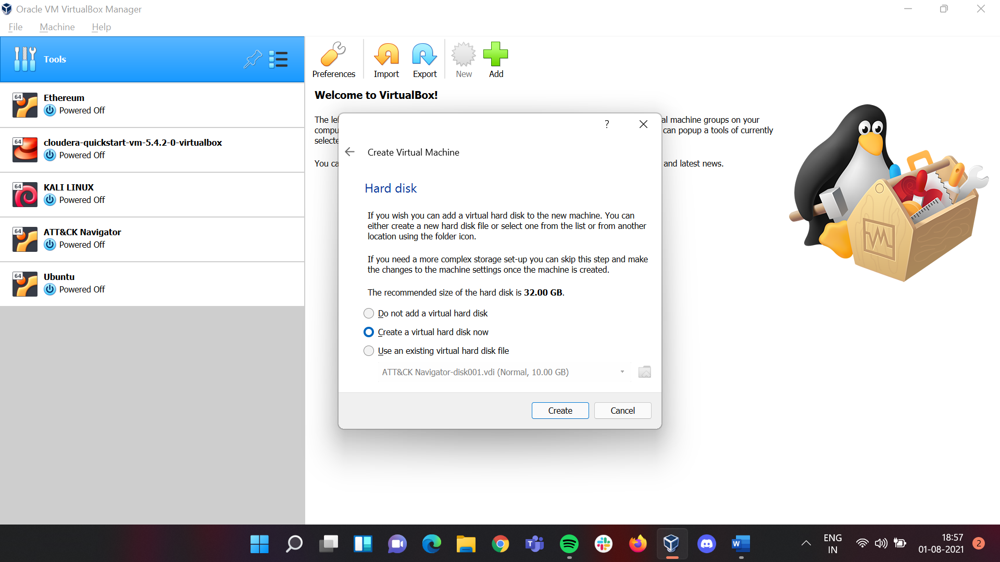 Oracle VM VirtualBox Manager
File Machine Help
Tools
Preferences Import Export New Add
64 Ethereum
Powered Off
64 cloudera-quickstart-vm-5.4.2-0-virtualbox
Powered Off
64 KALI LINUX
Powered Off
64 ATT&CK Navigator
Powered Off
64 Ubuntu
Powered Off
Welcome to VirtualBox!
The le
al machine groups on your
compu
can popup a tools of currently
selecte
You ca
and latest news.
?
Create Virtual Machine
Hard disk
If you wish you can add a virtual hard disk to the new machine. You can
either create a new hard disk file or select one from the list or from another
location using the folder icon.
If you need a more complex storage set-up you can skip this step and make
the changes to the machine settings once the machine is created.
The recommended size of the hard disk is 32.00 GB.
Do not add a virtual hard disk
Create a virtual hard disk now
Use an existing virtual hard disk file
ATT&CK Navigator-disk001.vdi (Normal, 10.00 GB)
Create Cancel
T
W
ENG
IN
18:57
01-08-2021
2